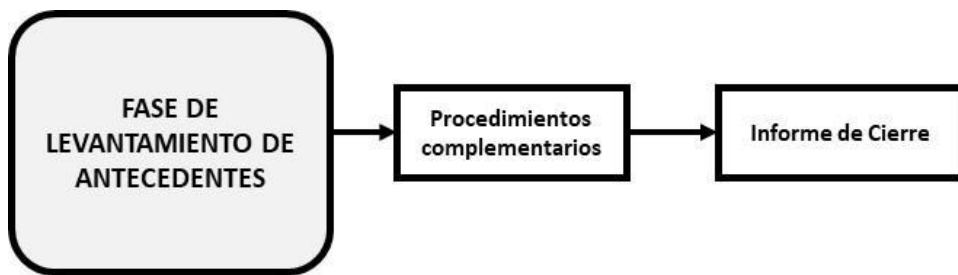 FASE DE
LEVANTAMIENTO DE
ANTECEDENTES
Procedimientos
complementarios
Informe de Cierre